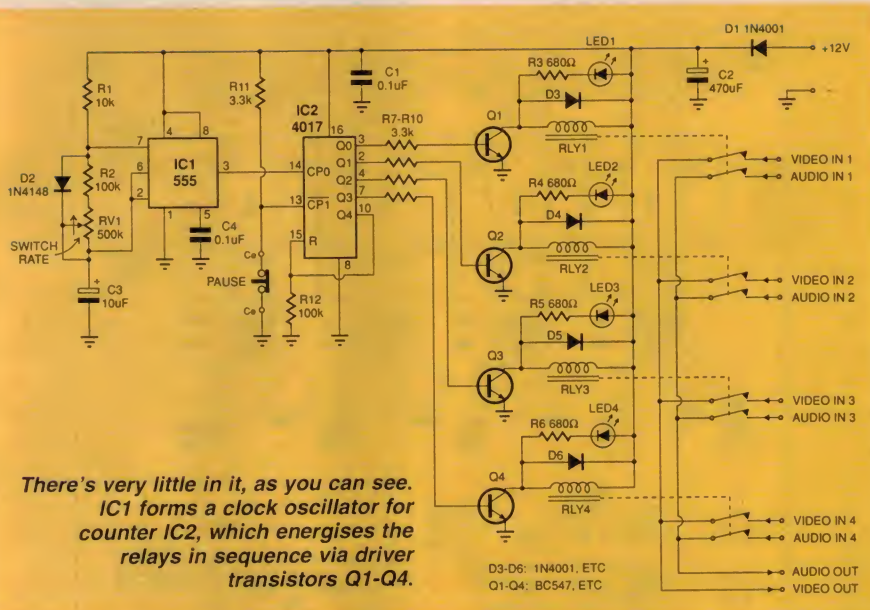 D1 1N4001
+12V
LED1
R3 680Ω
C2
470uF
R1
10k
R11
3.3k
C1
0.1uF
IC2
4017
R7-R10
3.3k
Q1
D3
RLY1
D2
1N4148
R2
100k
RV1
500k
SWITCH
RATE
C3
10uF
7
6
2
4
8
IC1
555
3
1
5
C4
0.1uF
16
14
CP0
13
CP1
15
R
8
Q0
3
Q1
2
Q2
4
Q3
7
Q4
10
Ca
PAUSE
Ca
R12
100k
VIDEO IN 1
AUDIO IN 1
LED2
R4 680Ω
D4
Q2
RLY2
VIDEO IN 2
AUDIO IN 2
LED3
R5 680Ω
D5
Q3
RLY3
VIDEO IN 3
AUDIO IN 3
LED4
R6 680Ω
D6
Q4
RLY4
VIDEO IN 4
AUDIO IN 4
AUDIO OUT
VIDEO OUT
There's very little in it, as you can see.
IC1 forms a clock oscillator for
counter IC2, which energises the
relays in sequence via driver
transistors Q1-Q4.
D3-D6: 1N4001, ETC
Q1-Q4: BC547, ETC